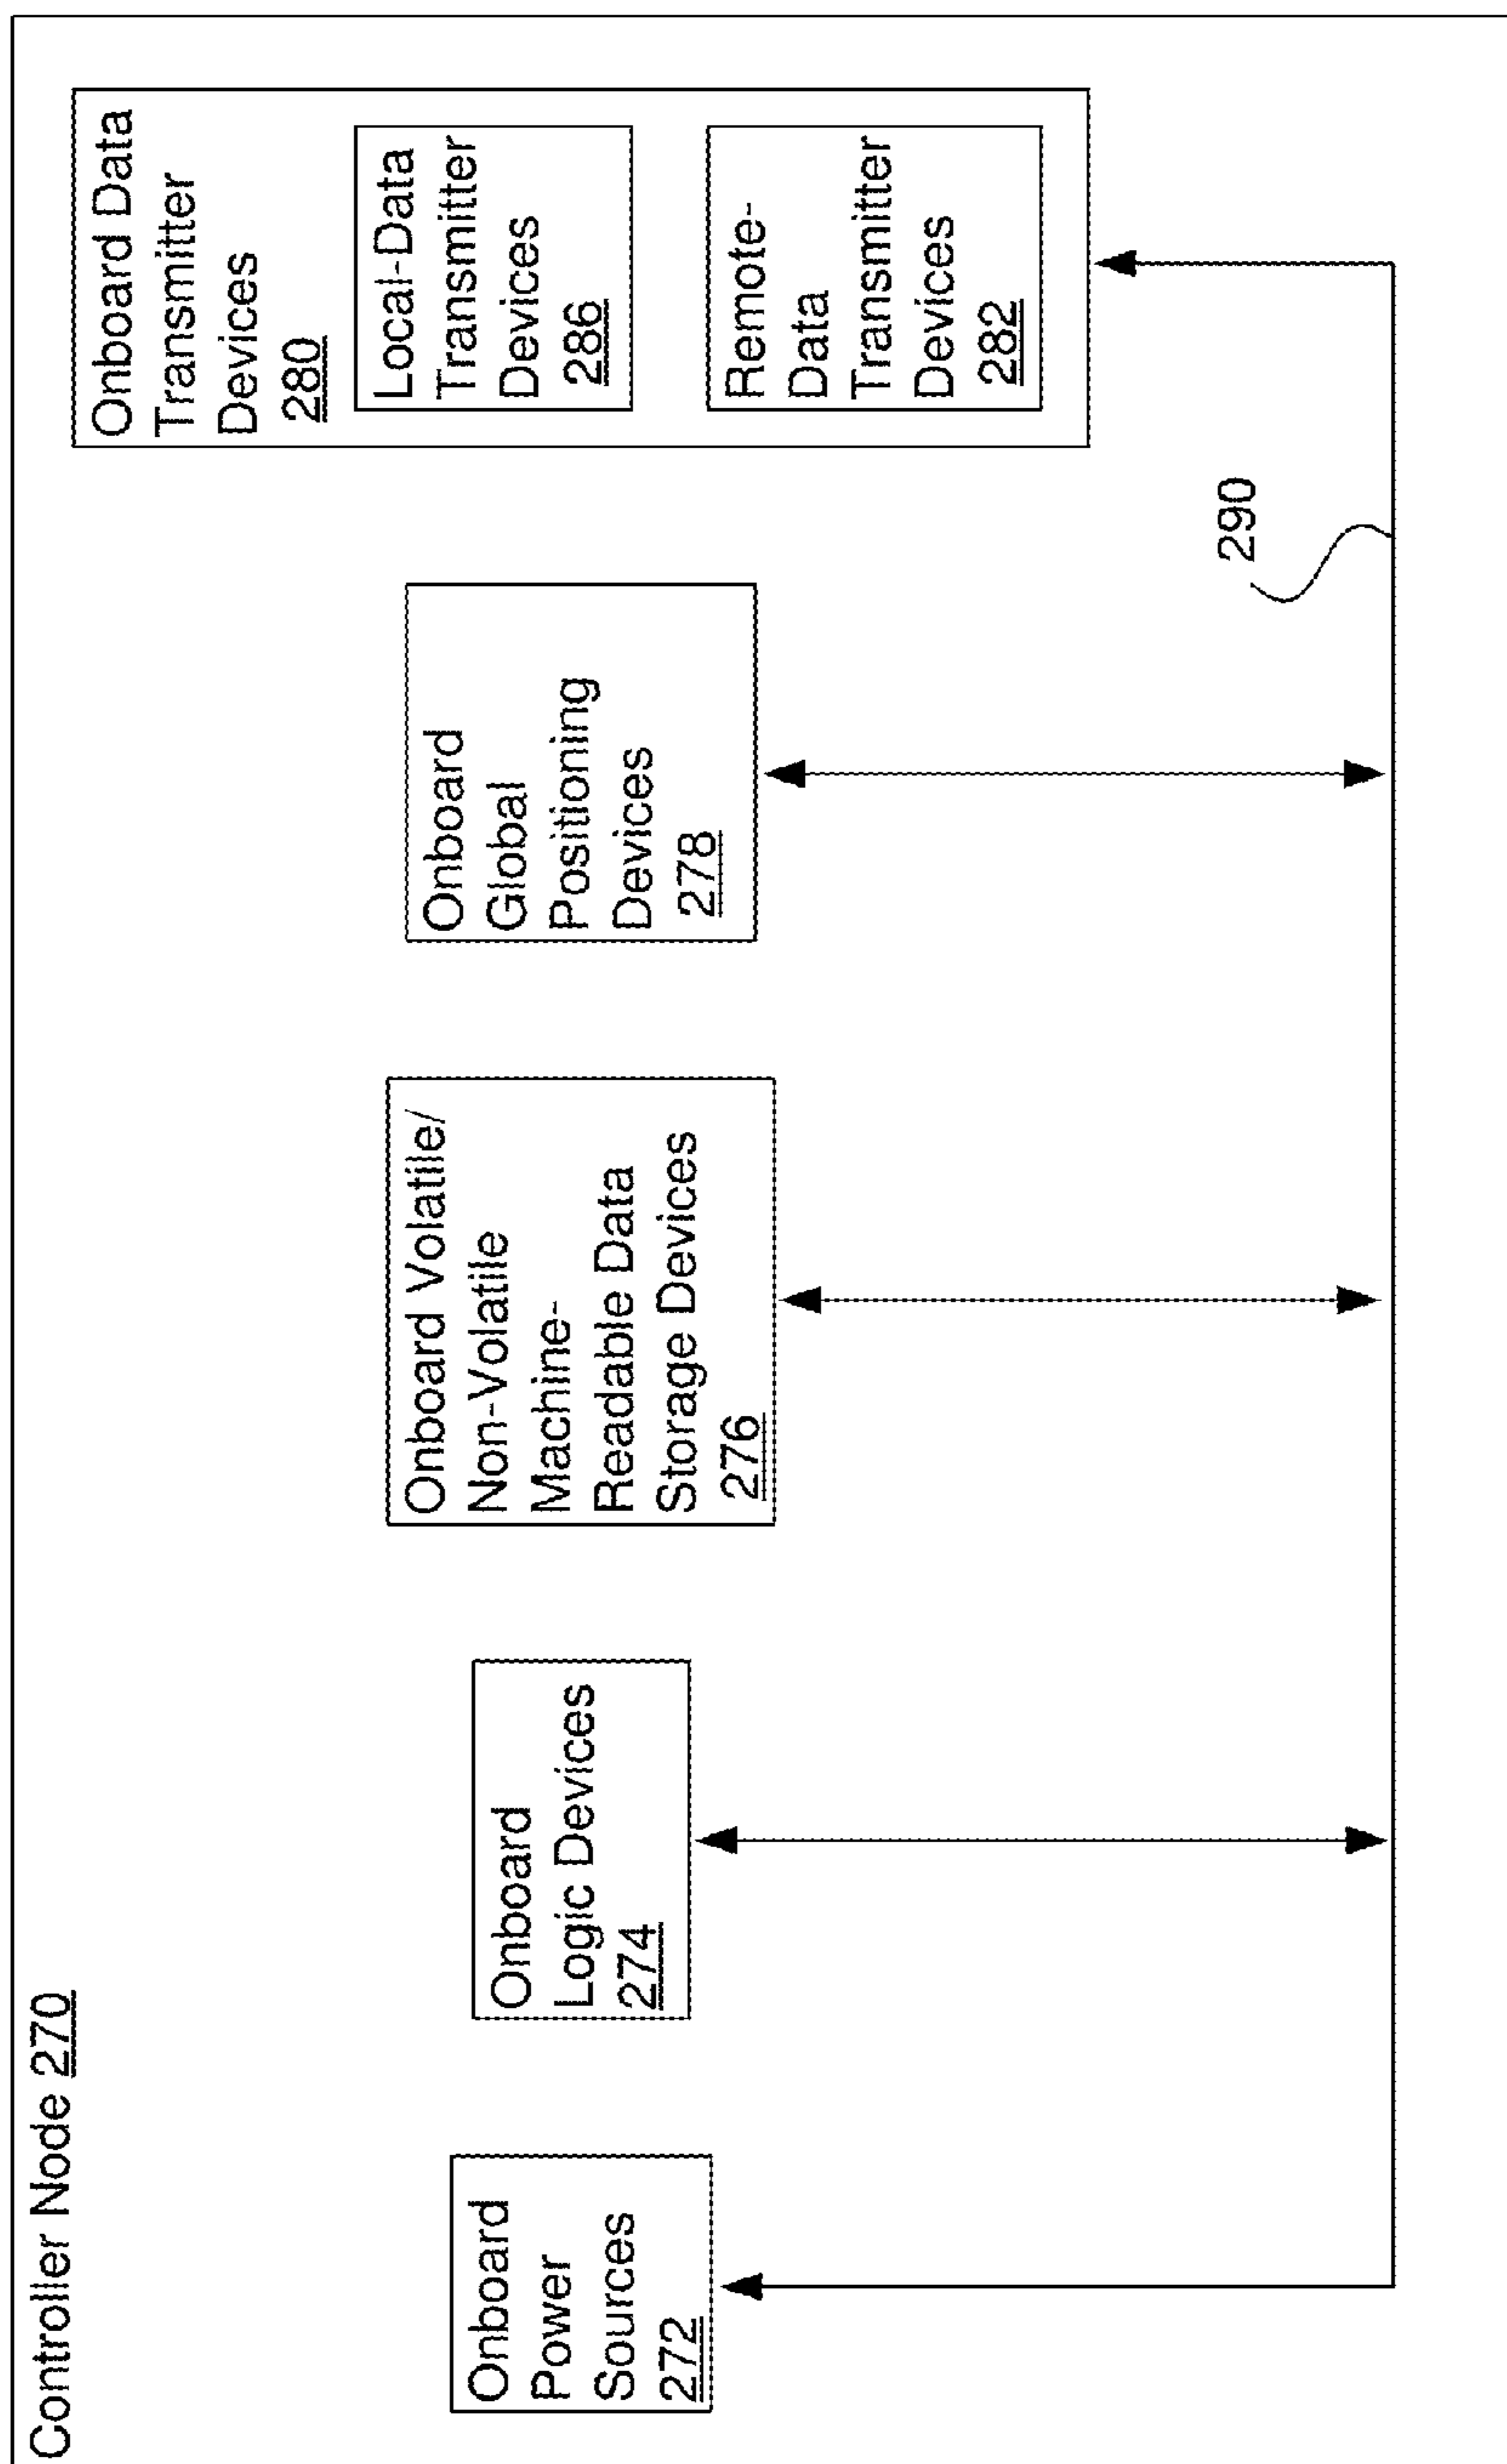 Controller Node 270
Onboard
Power
Sources
272
Onboard
Logic Devices
274
Onboard Volatile/
Non-Volatile
Machine-
Readable Data
Storage Devices
276
Onboard
Global
Positioning
Devices
278
Onboard Data
Transmitter
Devices
280
Local-Data
Transmitter
Devices
286
Remote-
Data
Transmitter
Devices
282
290